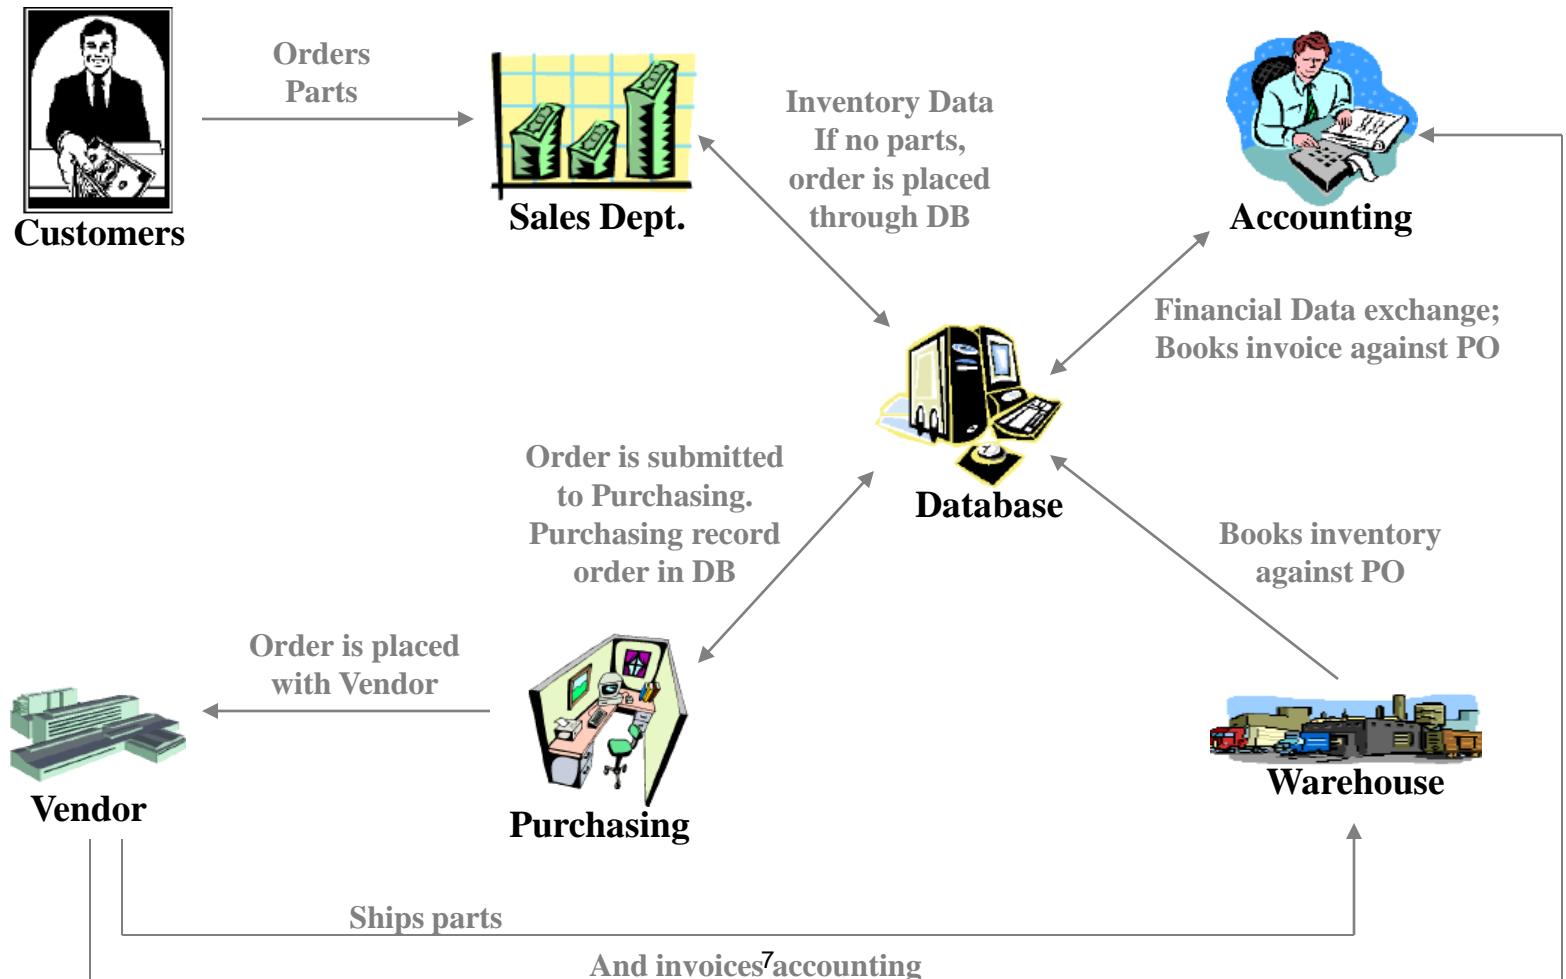 Orders
Parts
Customers
Sales Dept.
Inventory Data
If no parts,
order is placed
through DB
Accounting
Financial Data exchange;
Books invoice against PO
Database
Order is submitted
to Purchasing.
Purchasing record
order in DB
Books inventory
against PO
Order is placed
with Vendor
Vendor
Purchasing
Warehouse
Ships parts
And invoices accounting
7